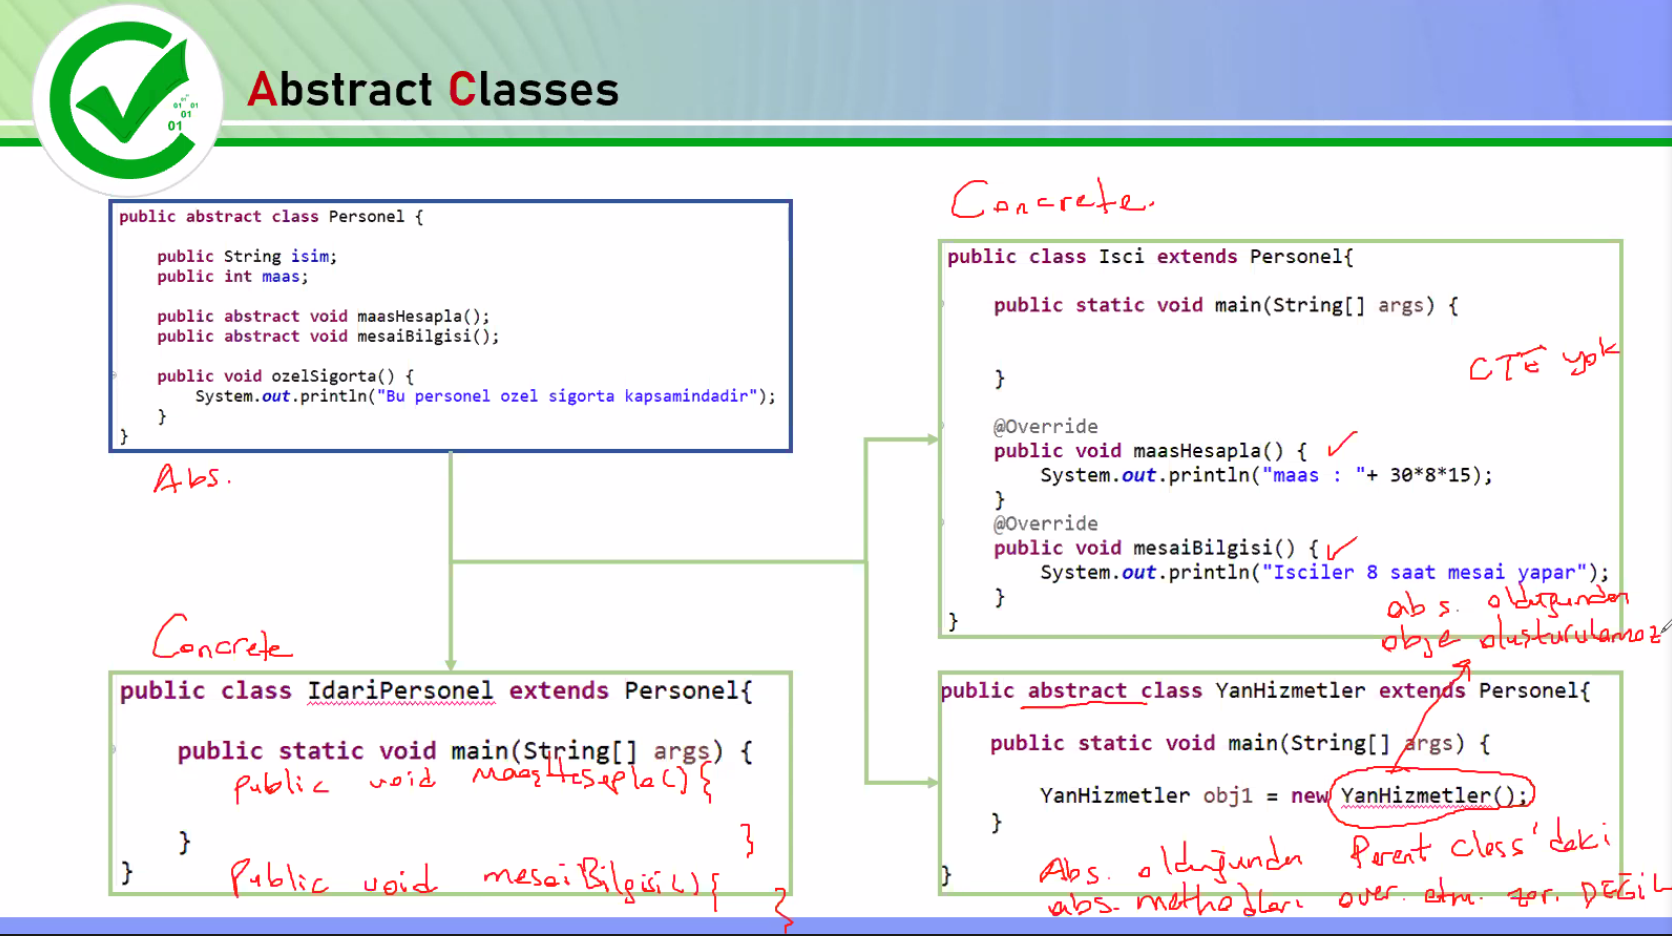 Abstract Classes
01
01 01
01
01
public abstract class Personel {
public String isim;
public int maas;
public abstract void maasHesapla();
public abstract void mesaiBilgisi();
public void ozelSigorta() {
System.out.println("Bu personel ozel sigorta kapsamindadir");
}
}
Abs.
Concrete
public class IdariPersonel extends Personel{
public static void main(String[] args) {
public void maasHesapla() {
}
}
public void mesaiBilgisi() {
}
}
Concrete.
public class Isci extends Personel{
public static void main(String[] args) {
CTE yok
}
@Override
public void maasHesapla() {
System.out.println("maas : "+ 30*8*15);
}
@Override
public void mesaiBilgisi() {
System.out.println("Isciler 8 saat mesai yapar");
}
}
abs. olduğundan
obje oluşturulamaz
public abstract class YanHizmetler extends Personel{
public static void main(String[] args) {
YanHizmetler obj1 = new YanHizmetler();
}
}
Abs. olduğundan Parent class'daki
abs. methodları over. etm. zor. DEĞİL